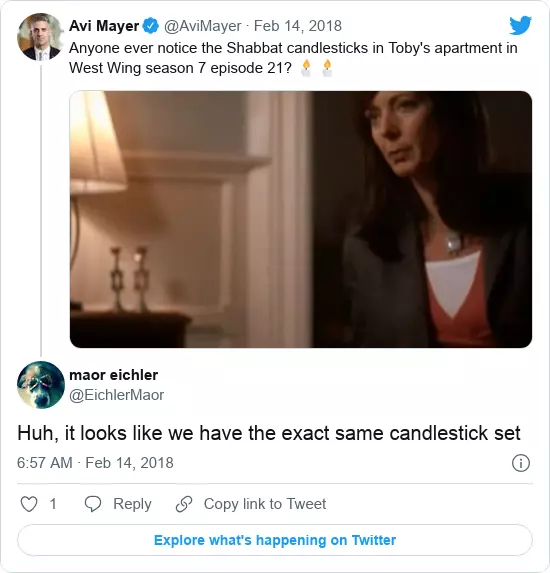 Avi Mayer @AviMayer · Feb 14, 2018
Anyone ever notice the Shabbat candlesticks in Toby's apartment in
West Wing season 7 episode 21? 🕯️🕯️
maor eichler
@EichlerMaor
Huh, it looks like we have the exact same candlestick set
6:57 AM · Feb 14, 2018
1 Reply Copy link to Tweet
Explore what's happening on Twitter